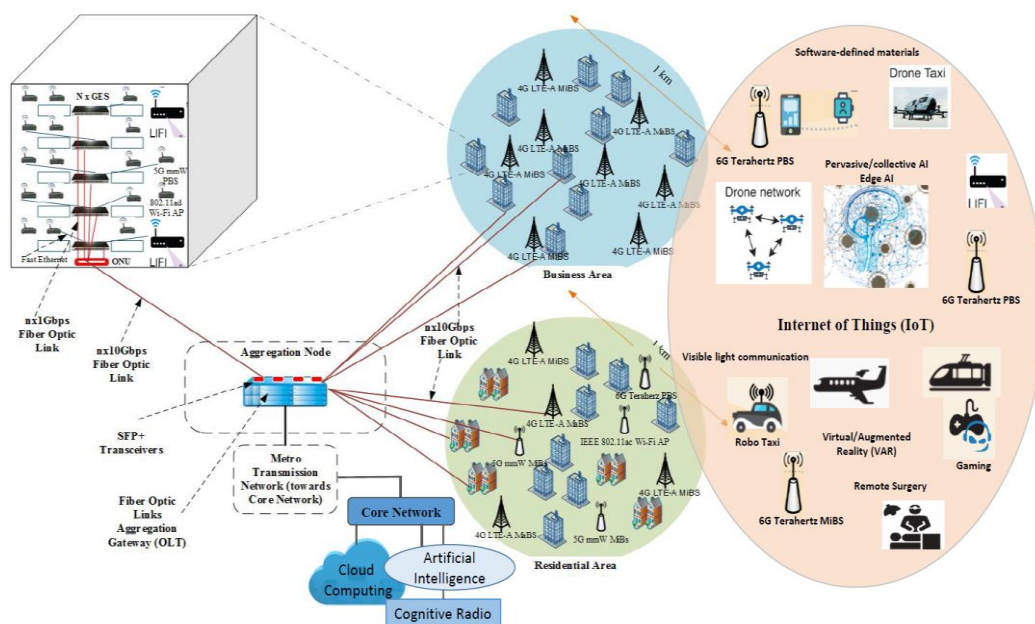 N x GES
LIFI
5G mmW
PBS
802.11ad
Wi-Fi AP
Fast Ethernet
ONU
LIFI
nx1Gbps
Fiber Optic
Link
nx10Gbps
Fiber Optic
Link
SFP+
Transceivers
Fiber Optic
Links
Aggregation
Gateway (OLT)
Aggregation Node
Metro
Transmission
Network (towards
Core Network)
Core Network
Cloud
Computing
Artificial
Intelligence
Cognitive Radio
nx10Gbps
Fiber Optic
Link
1 km
4G LTE-A MiBS
4G LTE-A MaBS
4G LTE-A MaBS
4G LTE-A MiBS
4G LTE-A MaBS
4G LTE-A MiBS
4G LTE-A MiBS
4G LTE-A MiBS
Business Area
1 km
4G LTE-A MiBS
6G Terahertz PBS
4G LTE-A MaBS
IEEE 802.11ac Wi-Fi AP
5G mmW MiBs
4G LTE-A MiBS
4G LTE-A MaBS
5G mmW MiBs
Residential Area
Software-defined materials
Drone Taxi
6G Terahertz PBS
Pervasive/collective AI
Edge AI
LIFI
Drone network
6G Terahertz PBS
Internet of Things (IoT)
Visible light communication
Robo Taxi
Virtual/Augmented
Reality (VAR)
Gaming
6G Terahertz MiBS
Remote Surgery